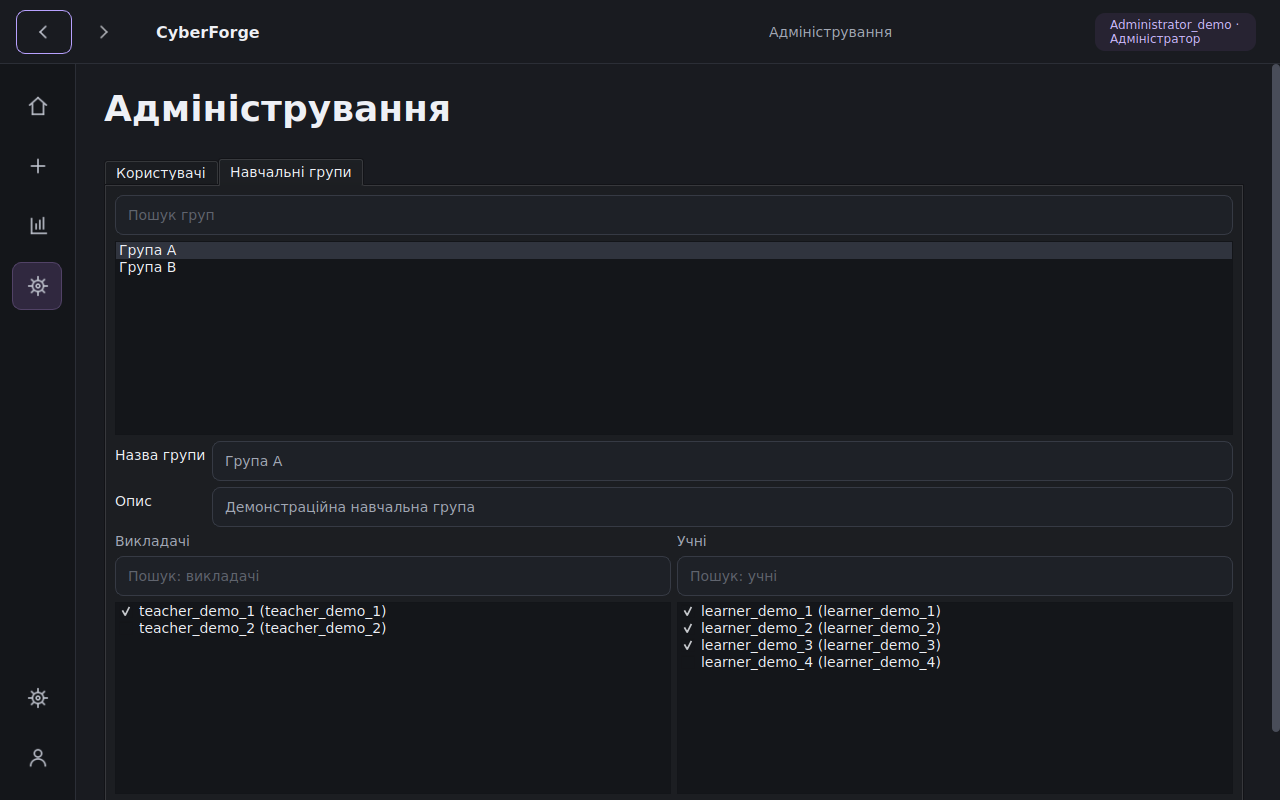 CyberForge
Адміністрування
Administrator_demo ·
Адміністратор
Адміністрування
Користувачі
Навчальні групи
Пошук груп
Група A
Група B
Назва групи
Група A
Опис
Демонстраційна навчальна група
Викладачі
Учні
Пошук: викладачі
Пошук: учні
teacher_demo_1 (teacher_demo_1)
teacher_demo_2 (teacher_demo_2)
learner_demo_1 (learner_demo_1)
learner_demo_2 (learner_demo_2)
learner_demo_3 (learner_demo_3)
learner_demo_4 (learner_demo_4)